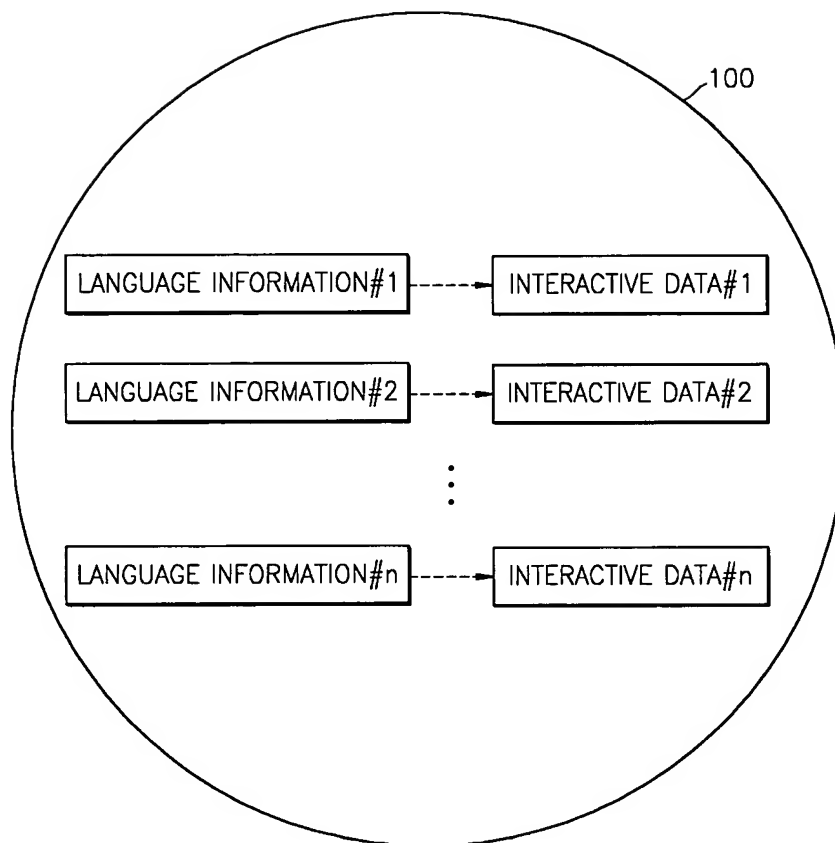 100
LANGUAGE INFORMATION#1 INTERACTIVE DATA#1
LANGUAGE INFORMATION#2 INTERACTIVE DATA#2
LANGUAGE INFORMATION#n INTERACTIVE DATA#n